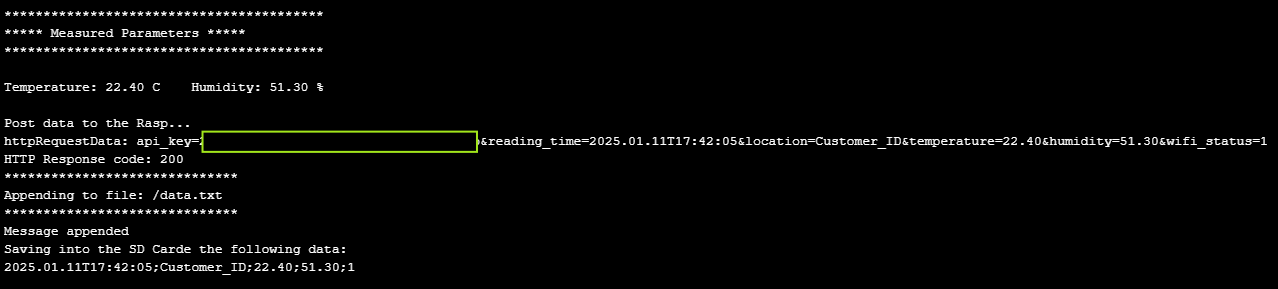 *****************************************
***** Measured Parameters *****
*****************************************
Temperature: 22.40 C    Humidity: 51.30 %
Post data to the Rasp...
httpRequestData: api_key= &reading_time=2025.01.11T17:42:05&location=Customer_ID&temperature=22.40&humidity=51.30&wifi_status=1
HTTP Response code: 200
******************************
Appending to file: /data.txt
******************************
Message appended
Saving into the SD Carde the following data:
2025.01.11T17:42:05;Customer_ID;22.40;51.30;1